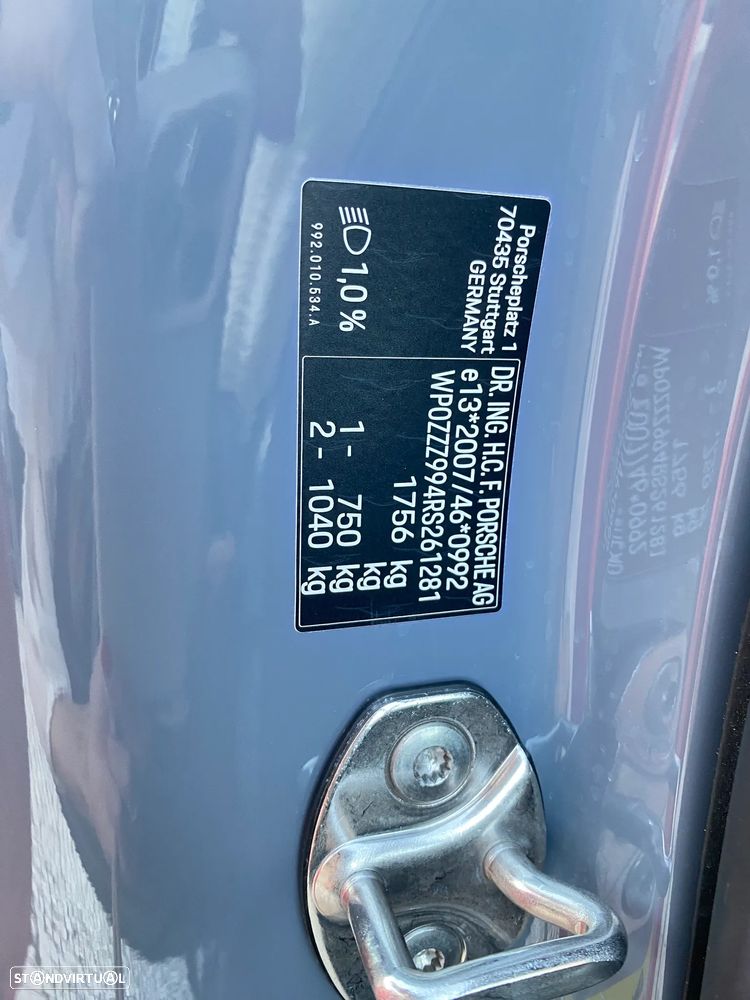 Porscheplatz 1
70435 Stuttgart
GERMANY
1,0 %
992.010.534.A
DR. ING. H.C. F. PORSCHE AG
e13*2007/46*0992
WP0ZZZ994RS261281
1756 kg
1 - 750 kg
2 - 1040 kg
STANDVIRTUAL